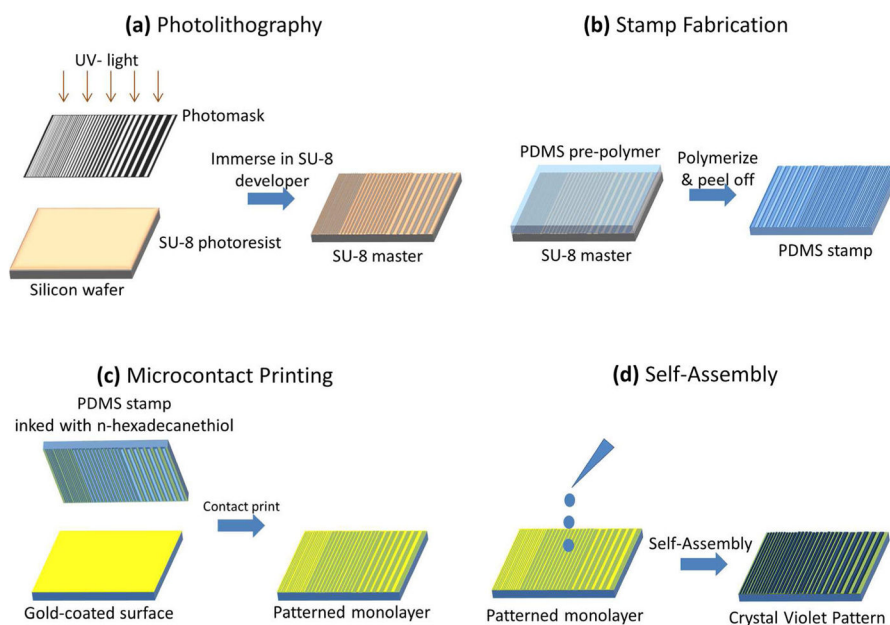 (a) Photolithography
UV- light
Photomask
Immerse in SU-8
developer
SU-8 photoresist
Silicon wafer
SU-8 master
(b) Stamp Fabrication
PDMS pre-polymer
Polymerize
& peel off
SU-8 master
PDMS stamp
(c) Microcontact Printing
PDMS stamp
inked with n-hexadecanethiol
Contact print
Gold-coated surface
Patterned monolayer
(d) Self-Assembly
Self-Assembly
Patterned monolayer
Crystal Violet Pattern